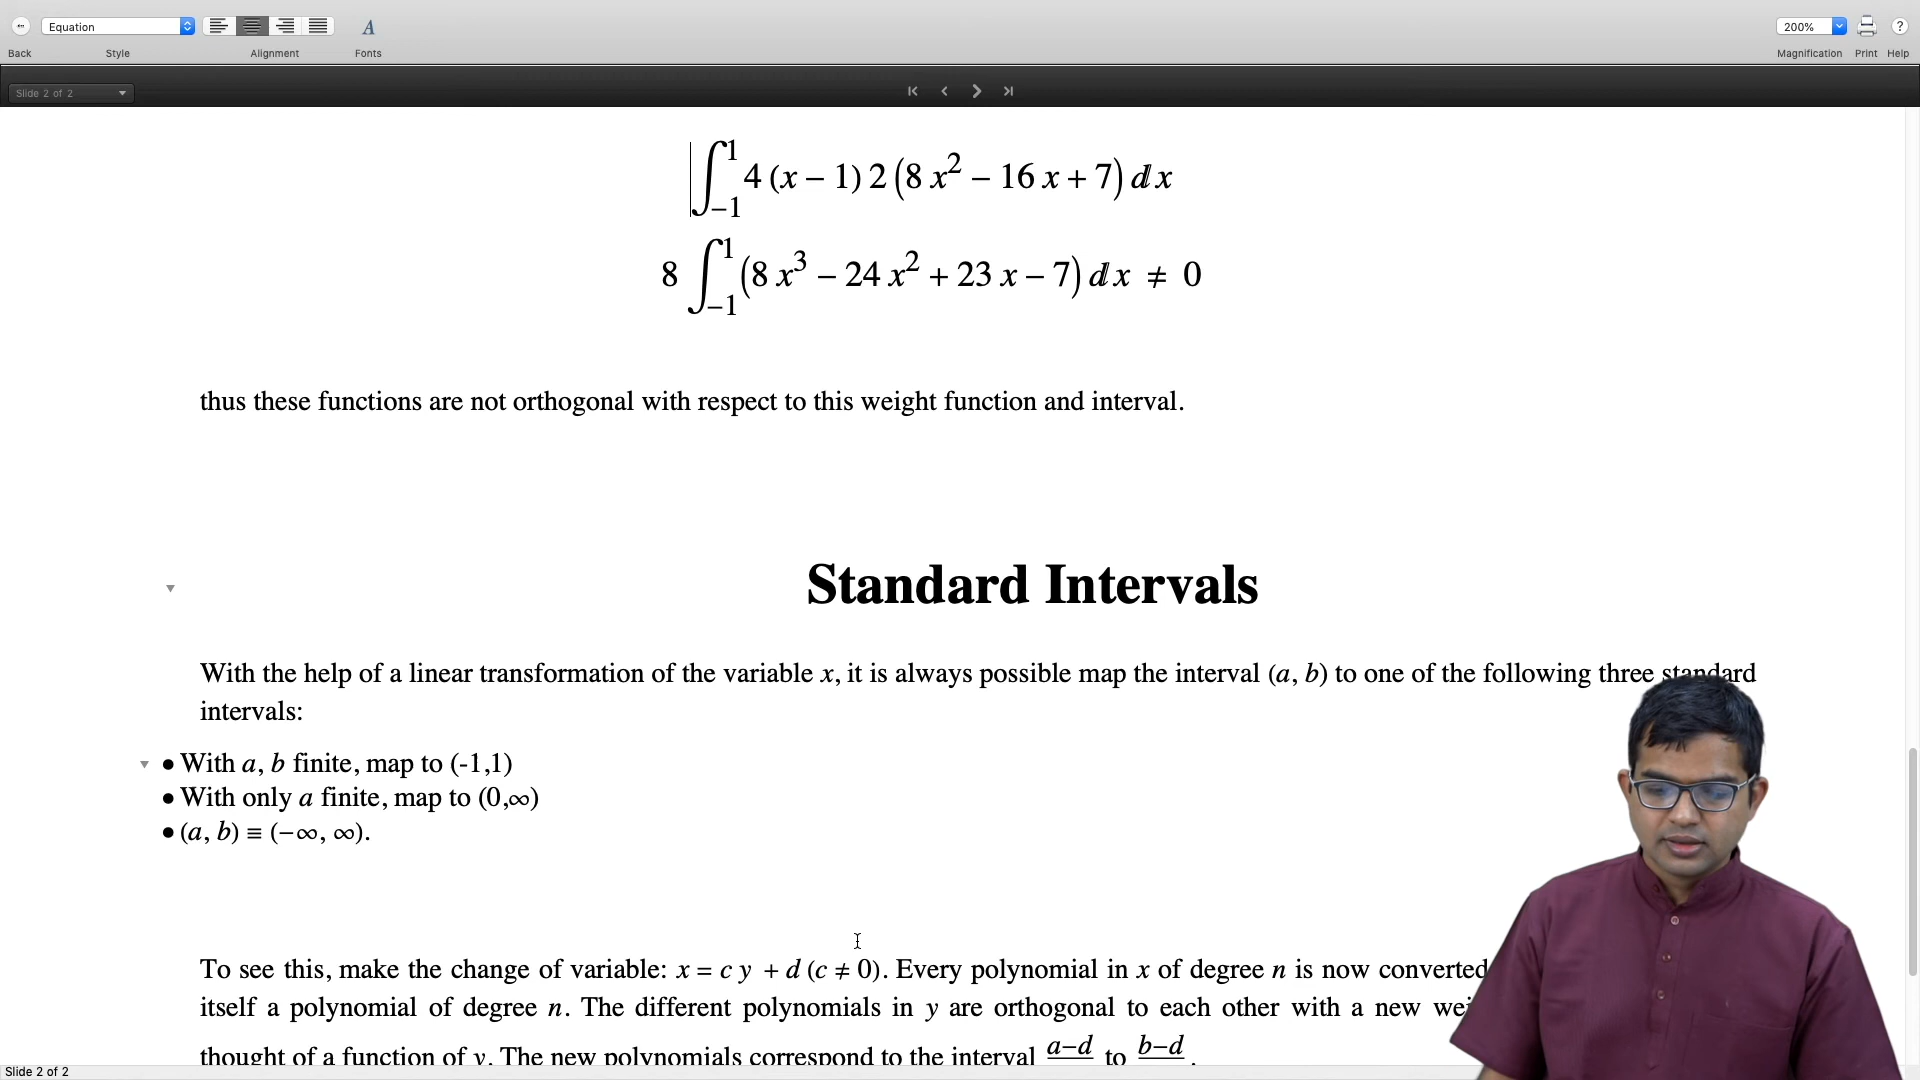 Equation
200%
Back Style Alignment Fonts Magnification Print Help
Slide 2 of 2
∫_{-1}^{1} 4 (x − 1) 2 (8 x² − 16 x + 7) ⅆx
8 ∫_{-1}^{1} (8 x³ − 24 x² + 23 x − 7) ⅆx ≠ 0
thus these functions are not orthogonal with respect to this weight function and interval.
Standard Intervals
With the help of a linear transformation of the variable x, it is always possible map the interval (a, b) to one of the following three standard
intervals:
• With a, b finite, map to (-1,1)
• With only a finite, map to (0,∞)
• (a, b) ≡ (−∞, ∞).
To see this, make the change of variable: x = c y + d (c ≠ 0). Every polynomial in x of degree n is now converted
itself a polynomial of degree n. The different polynomials in y are orthogonal to each other with a new
thought of a function of y. The new polynomials correspond to the interval a−d to b−d .
Slide 2 of 2